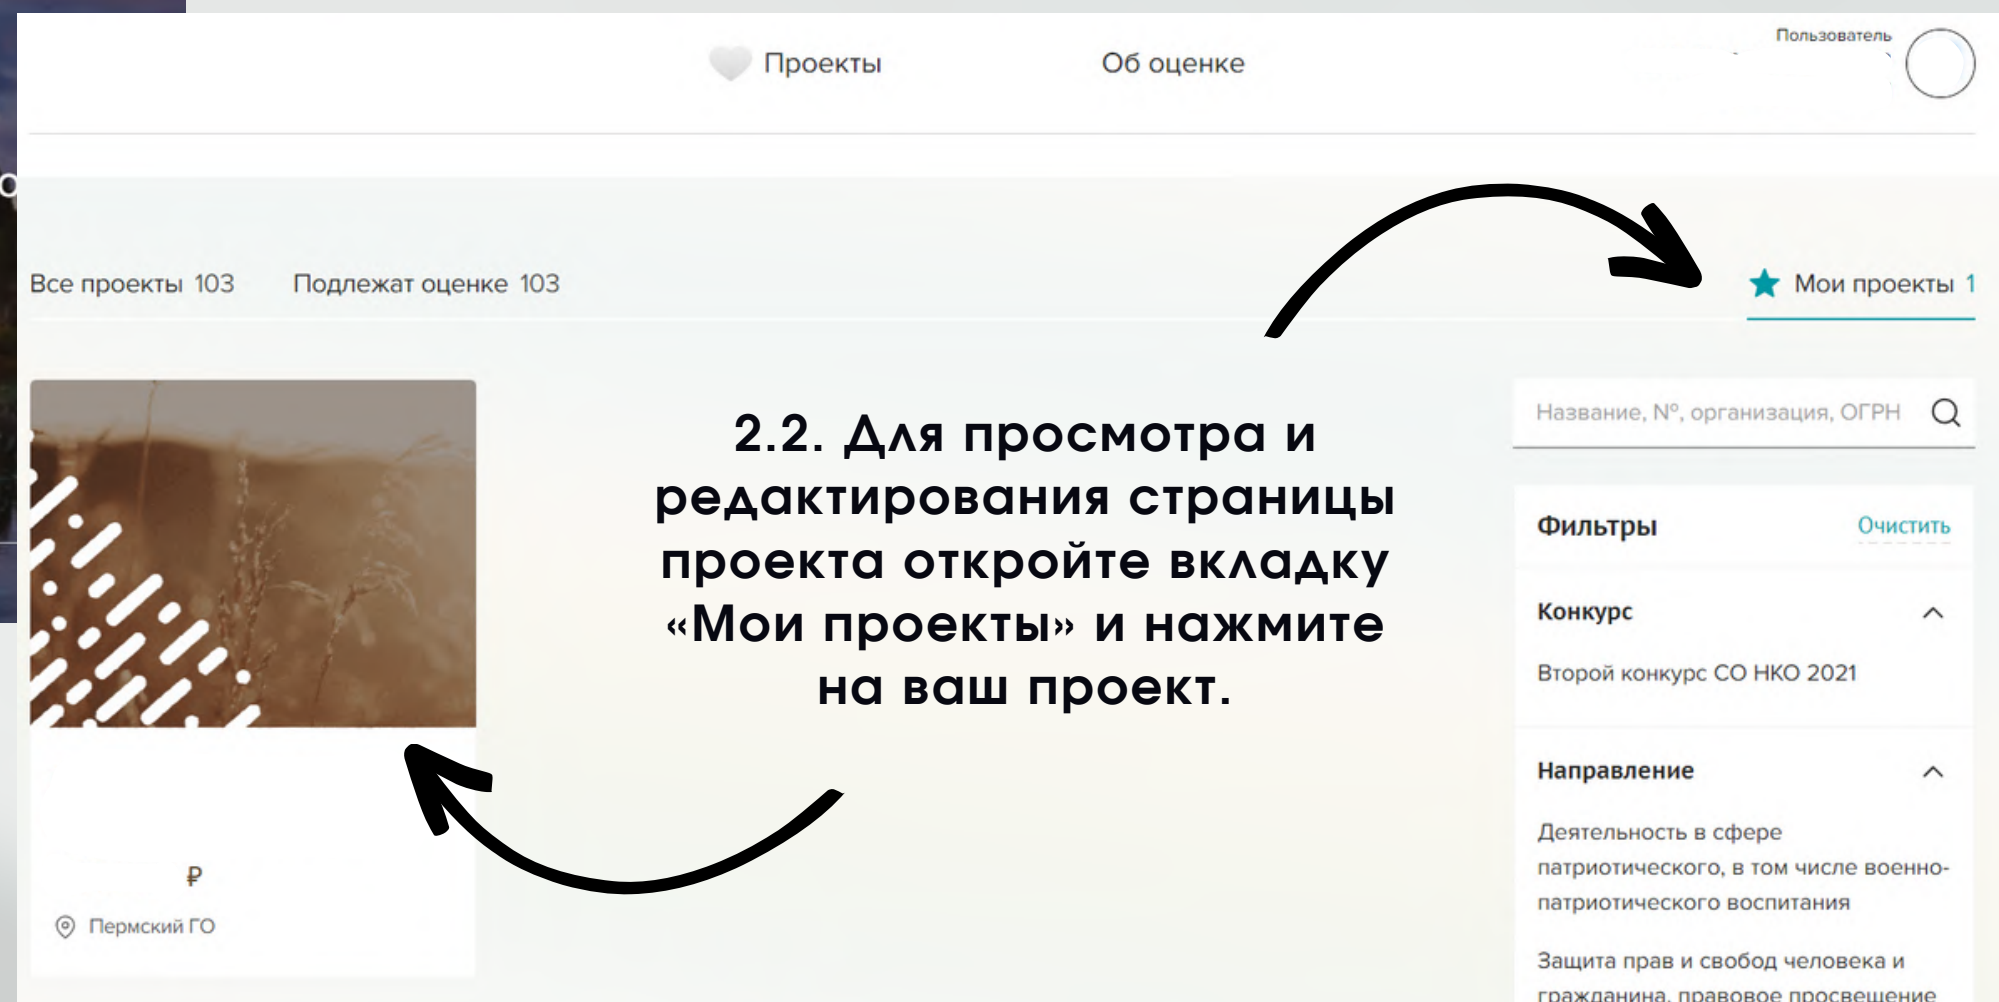 Проекты
Об оценке
Пользователь
Все проекты 103
Подлежат оценке 103
Мои проекты 1
2.2. Для просмотра и
редактирования страницы
проекта откройте вкладку
«Мои проекты» и нажмите
на ваш проект.
₽
Пермский ГО
Название, №, организация, ОГРН
Фильтры
Очистить
Конкурс
Второй конкурс СО НКО 2021
Направление
Деятельность в сфере
патриотического, в том числе военно-
патриотического воспитания
Защита прав и свобод человека и
гражданина, правовое просвещение